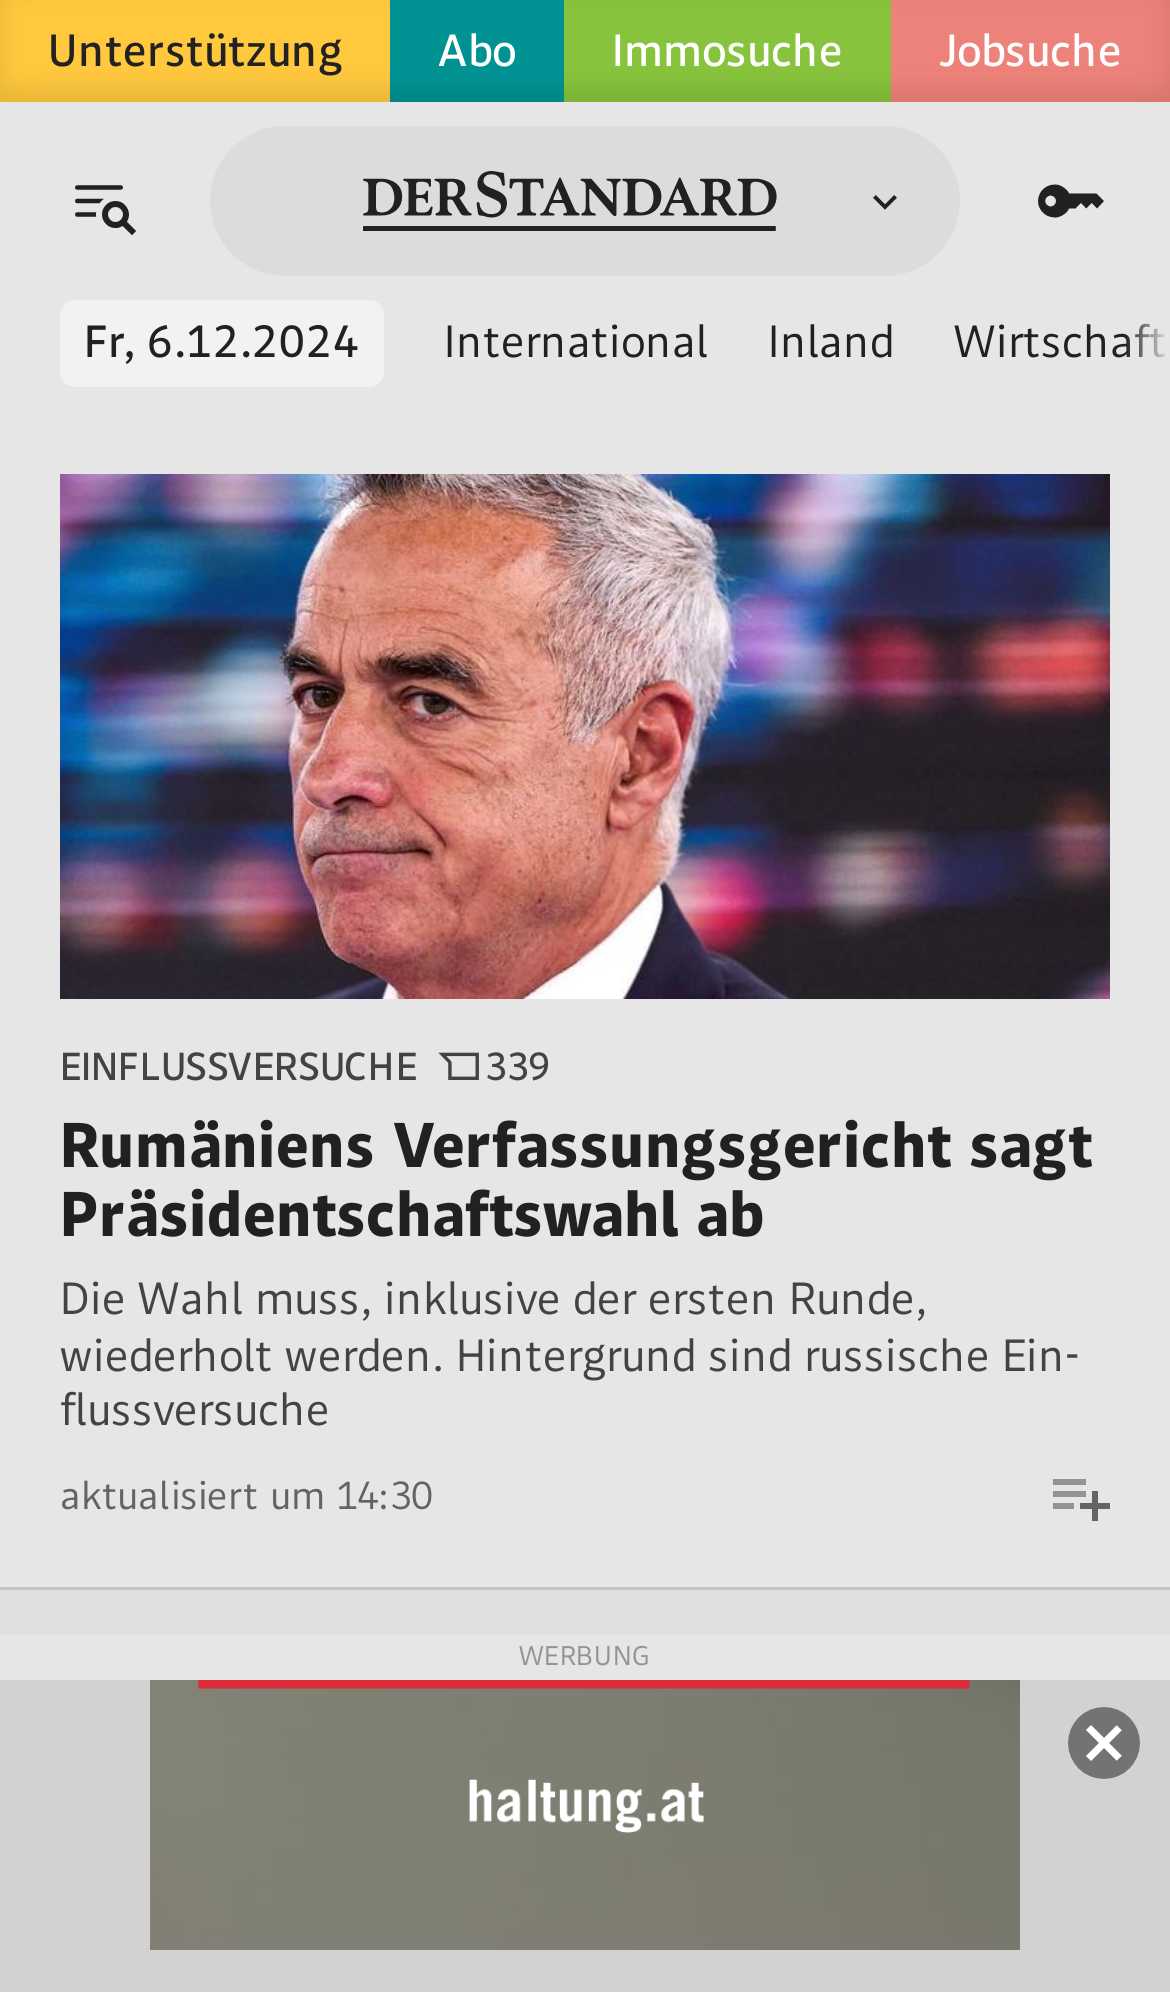 Unterstützung Abo Immosuche Jobsuche
DERSTANDARD
Fr, 6.12.2024 International Inland Wirtschaft
EINFLUSSVERSUCHE 339
Rumäniens Verfassungsgericht sagt
Präsidentschaftswahl ab
Die Wahl muss, inklusive der ersten Runde,
wiederholt werden. Hintergrund sind russische Ein-
flussversuche
aktualisiert um 14:30
WERBUNG
haltung.at